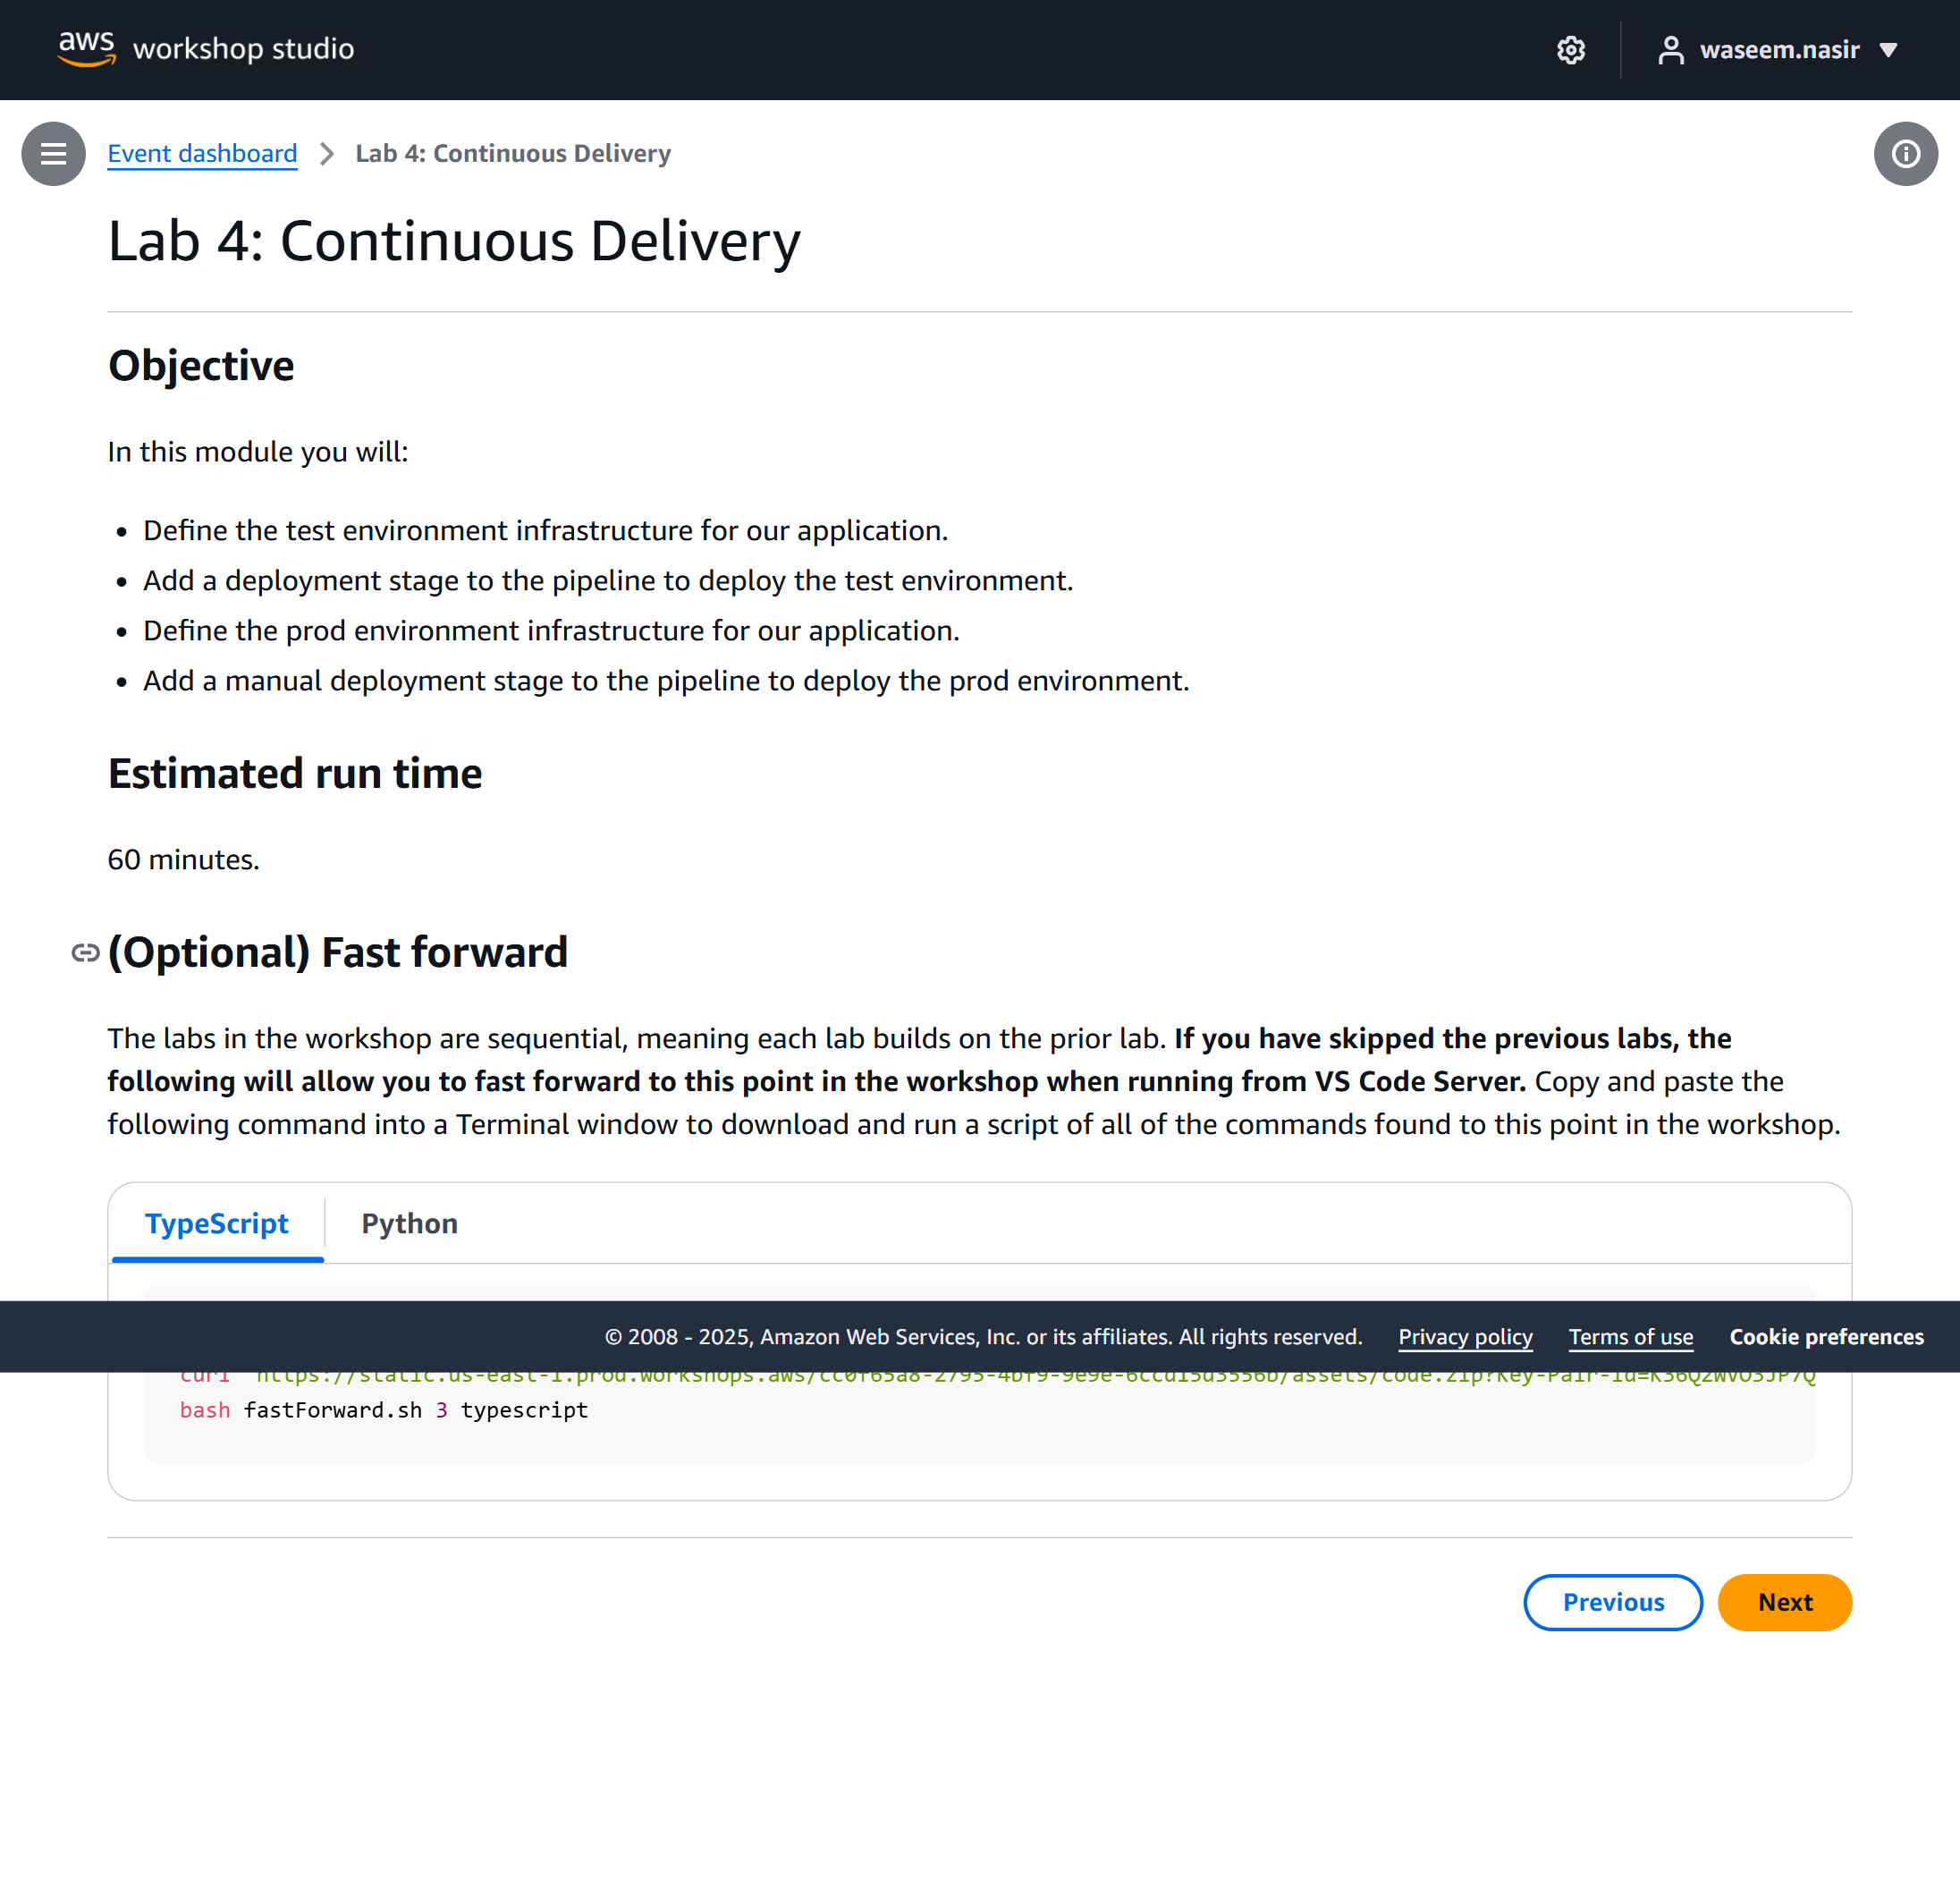 aws workshop studio
waseem.nasir
Event dashboard
Lab 4: Continuous Delivery
Lab 4: Continuous Delivery
Objective
In this module you will:
Define the test environment infrastructure for our application.
Add a deployment stage to the pipeline to deploy the test environment.
Define the prod environment infrastructure for our application.
Add a manual deployment stage to the pipeline to deploy the prod environment.
Estimated run time
60 minutes.
(Optional) Fast forward
The labs in the workshop are sequential, meaning each lab builds on the prior lab. If you have skipped the previous labs, the
following will allow you to fast forward to this point in the workshop when running from VS Code Server. Copy and paste the
following command into a Terminal window to download and run a script of all of the commands found to this point in the workshop.
TypeScript
Python
© 2008 - 2025, Amazon Web Services, Inc. or its affiliates. All rights reserved. Privacy policy Terms of use Cookie preferences
curl
bash fastForward.sh 3 typescript
Previous
Next